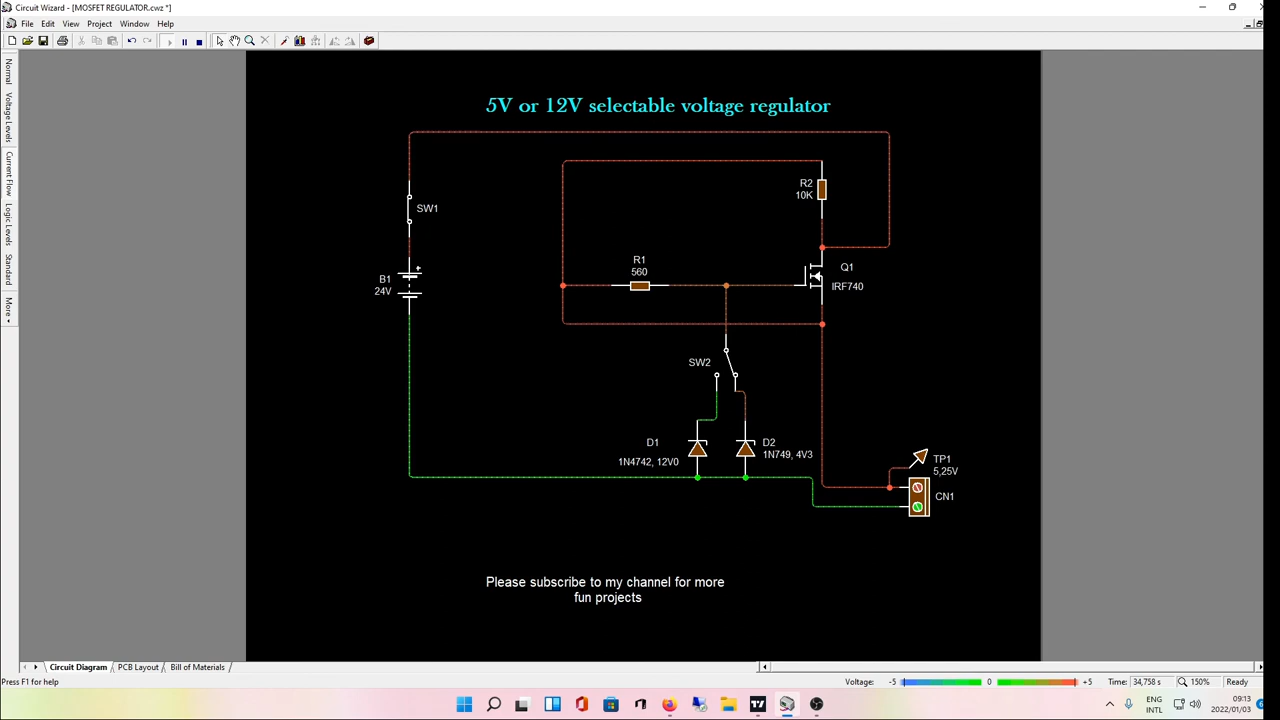 Circuit Wizard - [MOSFET REGULATOR.cwz *]
File Edit View Project Window Help
Normal
Voltage Levels
Current Flow
Logic Levels
Standard
More
5V or 12V selectable voltage regulator
R2
10K
SW1
R1
560
Q1
IRF740
B1
24V
+
SW2
D1
1N4742, 12V0
D2
1N749, 4V3
TP1
5,25V
CN1
Please subscribe to my channel for more
fun projects
Circuit Diagram PCB Layout Bill of Materials
Press F1 for help Voltage: -5 0 +5 Time: 34,758 s 150% Ready
ENG
INTL
09:13
2022/01/03